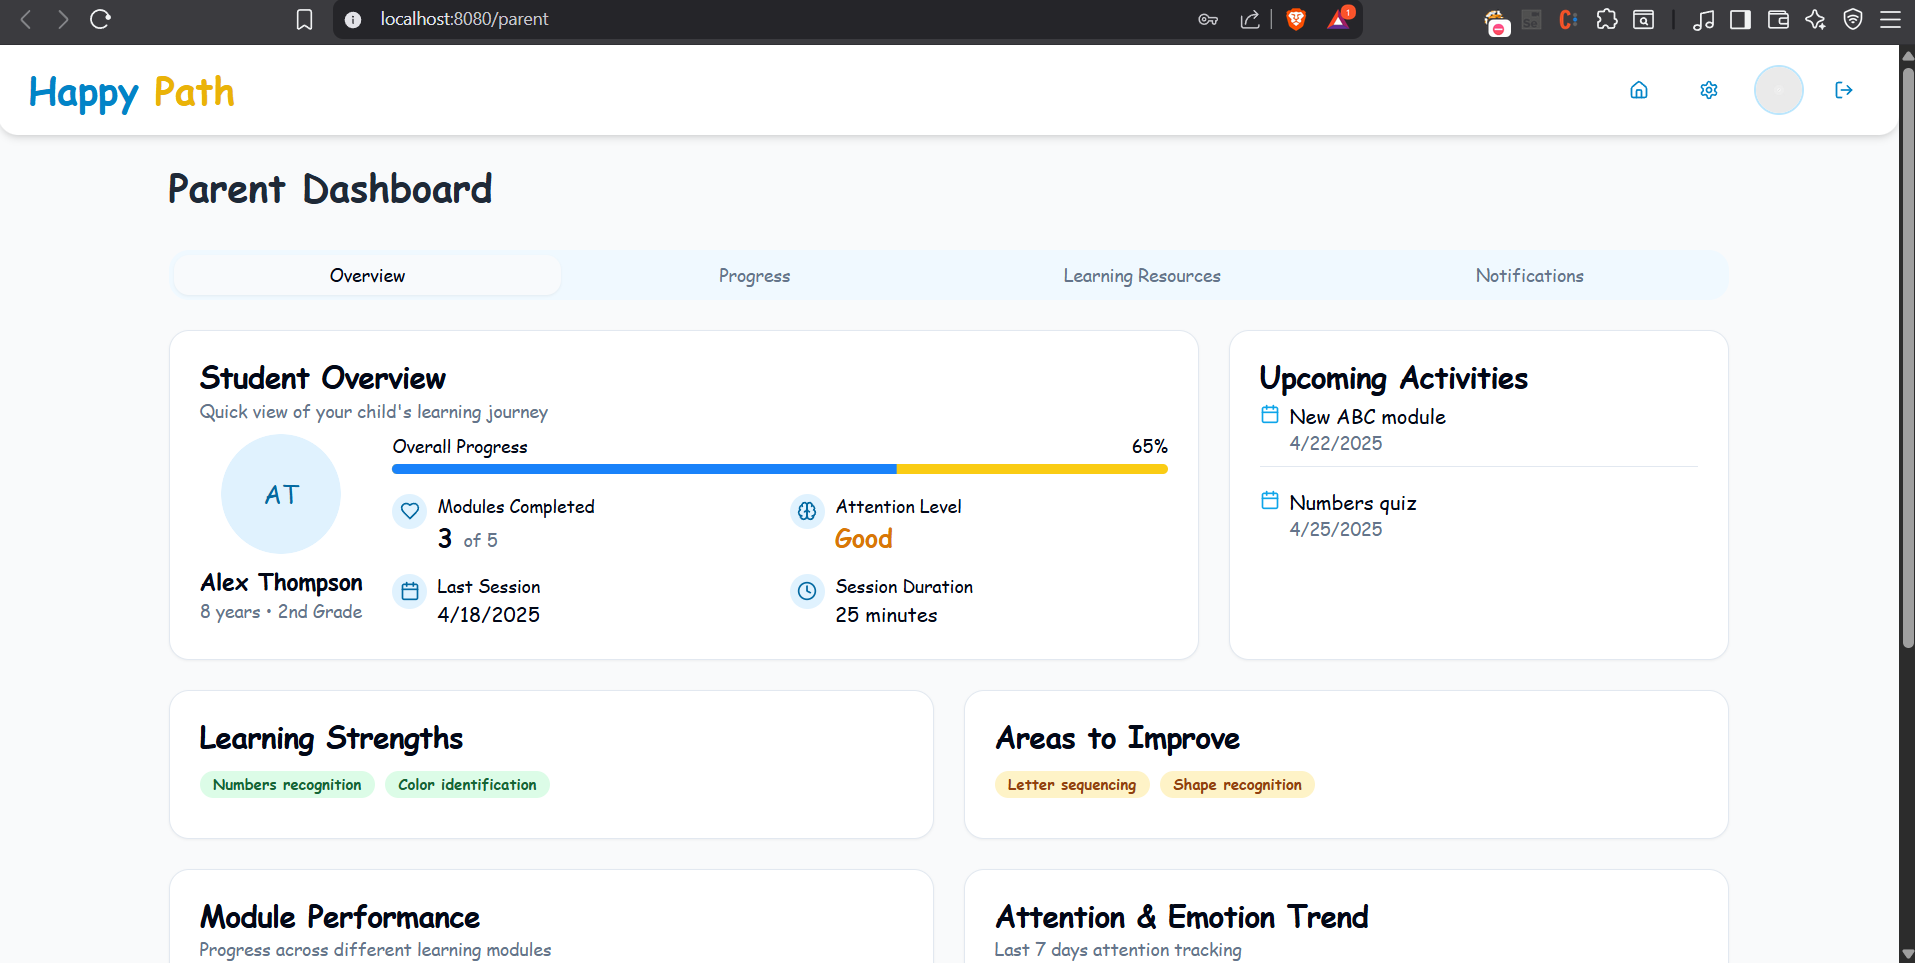 localhost:8080/parent
1
Se
C
Happy Path
Parent Dashboard
Overview
Progress
Learning Resources
Notifications
Student Overview
Quick view of your child's learning journey
AT
Alex Thompson
8 years • 2nd Grade
Overall Progress
65%
Modules Completed
3 of 5
Attention Level
Good
Last Session
4/18/2025
Session Duration
25 minutes
Upcoming Activities
New ABC module
4/22/2025
Numbers quiz
4/25/2025
Learning Strengths
Numbers recognition
Color identification
Areas to Improve
Letter sequencing
Shape recognition
Module Performance
Progress across different learning modules
Attention & Emotion Trend
Last 7 days attention tracking